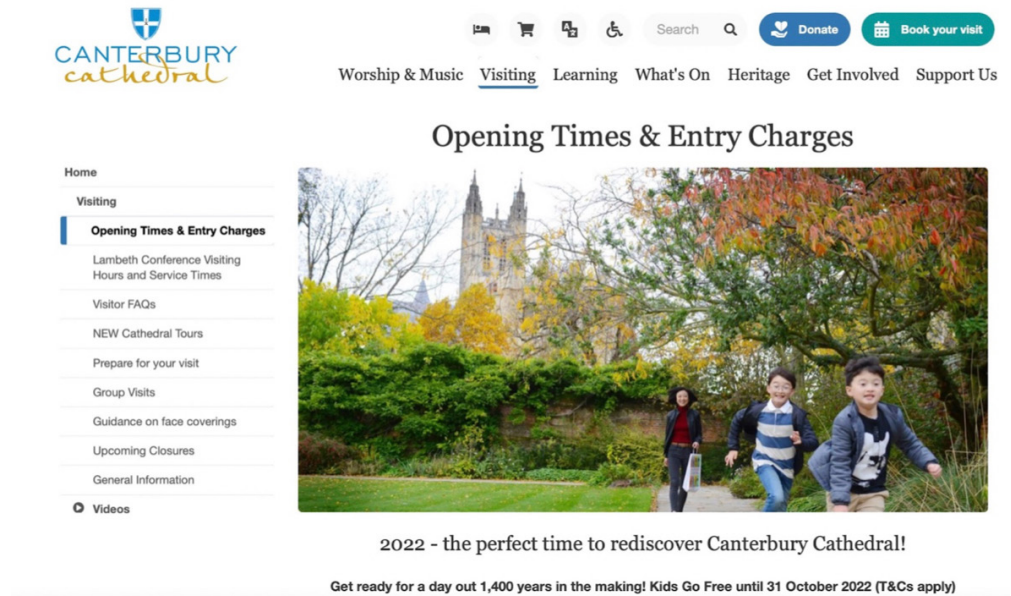 CANTERBURY
cathedral
Search
Donate
Book your visit
Worship & Music Visiting Learning What's On Heritage Get Involved Support Us
Opening Times & Entry Charges
Home
Visiting
Opening Times & Entry Charges
Lambeth Conference Visiting
Hours and Service Times
Visitor FAQs
NEW Cathedral Tours
Prepare for your visit
Group Visits
Guidance on face coverings
Upcoming Closures
General Information
Videos
2022 - the perfect time to rediscover Canterbury Cathedral!
Get ready for a day out 1,400 years in the making! Kids Go Free until 31 October 2022 (T&Cs apply)